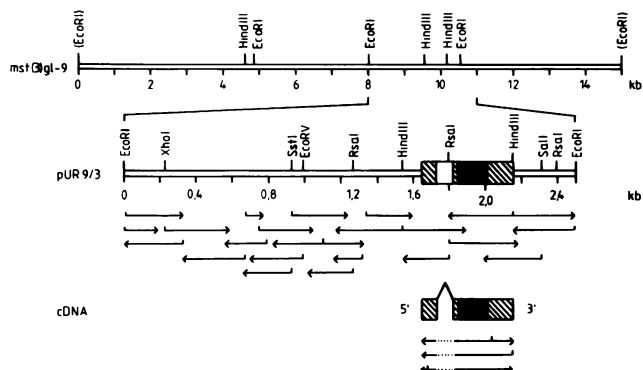 (EcoRI) HindIII EcoRI EcoRI HindIII HindIII EcoRI (EcoRI)
mst(3)gl-9
0 2 4 6 8 10 12 14 kb
EcoRI XhoI SstI EcoRV RsaI HindIII RsaI HindIII SalI RsaI EcoRI
pUR 9/3
0 0,4 0,8 1,2 1,6 2,0 2,4 kb
cDNA 5' 3'